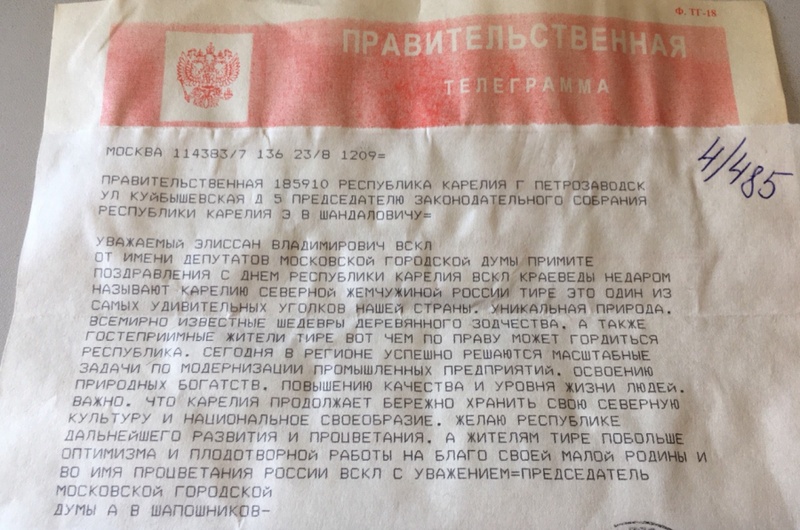 Ф. ТГ-18
ПРАВИТЕЛЬСТВЕННАЯ
ТЕЛЕГРАММА
4/485
МОСКВА 114383/7 136 23/8 1209=
ПРАВИТЕЛЬСТВЕННАЯ 185910 РЕСПУБЛИКА КАРЕЛИЯ Г ПЕТРОЗАВОДСК
УЛ КУЙБЫШЕВСКАЯ Д 5 ПРЕДСЕДАТЕЛЮ ЗАКОНОДАТЕЛЬНОГО СОБРАНИЯ
РЕСПУБЛИКИ КАРЕЛИЯ Э В ШАНДАЛОВИЧУ=
УВАЖАЕМЫЙ ЭЛИССАН ВЛАДИМИРОВИЧ ВСКЛ
ОТ ИМЕНИ ДЕПУТАТОВ МОСКОВСКОЙ ГОРОДСКОЙ ДУМЫ ПРИМИТЕ
ПОЗДРАВЛЕНИЯ С ДНЕМ РЕСПУБЛИКИ КАРЕЛИЯ ВСКЛ КРАЕВЕДЫ НЕДАРОМ
НАЗЫВАЮТ КАРЕЛИЮ СЕВЕРНОЙ ЖЕМЧУЖИНОЙ РОССИИ ТИРЕ ЭТО ОДИН ИЗ
САМЫХ УДИВИТЕЛЬНЫХ УГОЛКОВ НАШЕЙ СТРАНЫ. УНИКАЛЬНАЯ ПРИРОДА.
ВСЕМИРНО ИЗВЕСТНЫЕ ШЕДЕВРЫ ДЕРЕВЯННОГО ЗОДЧЕСТВА. А ТАКЖЕ
ГОСТЕПРИИМНЫЕ ЖИТЕЛИ ТИРЕ ВОТ ЧЕМ ПО ПРАВУ МОЖЕТ ГОРДИТЬСЯ
РЕСПУБЛИКА. СЕГОДНЯ В РЕГИОНЕ УСПЕШНО РЕШАЮТСЯ МАСШТАБНЫЕ
ЗАДАЧИ ПО МОДЕРНИЗАЦИИ ПРОМЫШЛЕННЫХ ПРЕДПРИЯТИЙ. ОСВОЕНИЮ
ПРИРОДНЫХ БОГАТСТВ. ПОВЫШЕНИЮ КАЧЕСТВА И УРОВНЯ ЖИЗНИ ЛЮДЕЙ.
ВАЖНО. ЧТО КАРЕЛИЯ ПРОДОЛЖАЕТ БЕРЕЖНО ХРАНИТЬ СВОЮ СЕВЕРНУЮ
КУЛЬТУРУ И НАЦИОНАЛЬНОЕ СВОЕОБРАЗИЕ. ЖЕЛАЮ РЕСПУБЛИКЕ
ДАЛЬНЕЙШЕГО РАЗВИТИЯ И ПРОЦВЕТАНИЯ. А ЖИТЕЛЯМ ТИРЕ ПОБОЛЬШЕ
ОПТИМИЗМА И ПЛОДОТВОРНОЙ РАБОТЫ НА БЛАГО СВОЕЙ МАЛОЙ РОДИНЫ И
ВО ИМЯ ПРОЦВЕТАНИЯ РОССИИ ВСКЛ С УВАЖЕНИЕМ=ПРЕДСЕДАТЕЛЬ
МОСКОВСКОЙ ГОРОДСКОЙ
ДУМЫ А В ШАПОШНИКОВ-